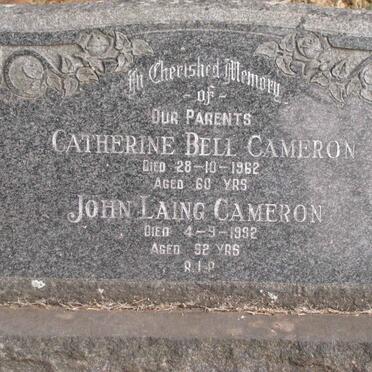 In Cherished Memory
- of -
OUR PARENTS
CATHERINE BELL CAMERON
DIED 28-10-1962
AGED 60 YRS
JOHN LAING CAMERON
DIED 4-9-1992
AGED 92 YRS
R.I.P